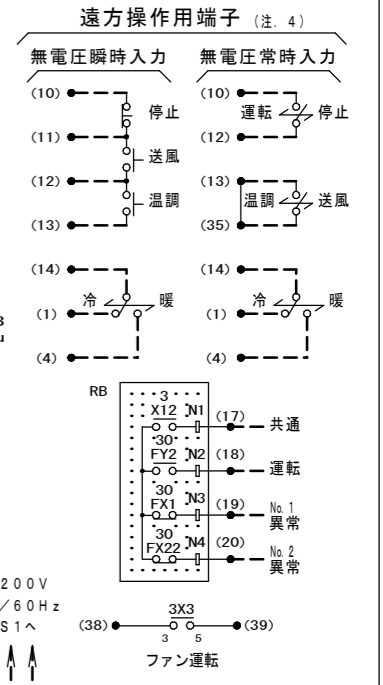 遠方操作用端子 (注. 4)
無電圧瞬時入力 無電圧常時入力
(10) 停止 (10) 運転 停止
(11) (12)
送風
(12) (13)
温調 温調 送風
(13) (35)
(14) (14)
冷 暖 冷 暖
(1) (1)
(4) (4)
RB
3
X12 N1 (17) 共通
30
FY2 N2 (18) 運転
30
FX1 N3 (19) No.1 異常
30
FX22 N4 (20) No.2 異常
200V
/60Hz
S1へ
3X3
(38) (39)
3 5
ファン運転